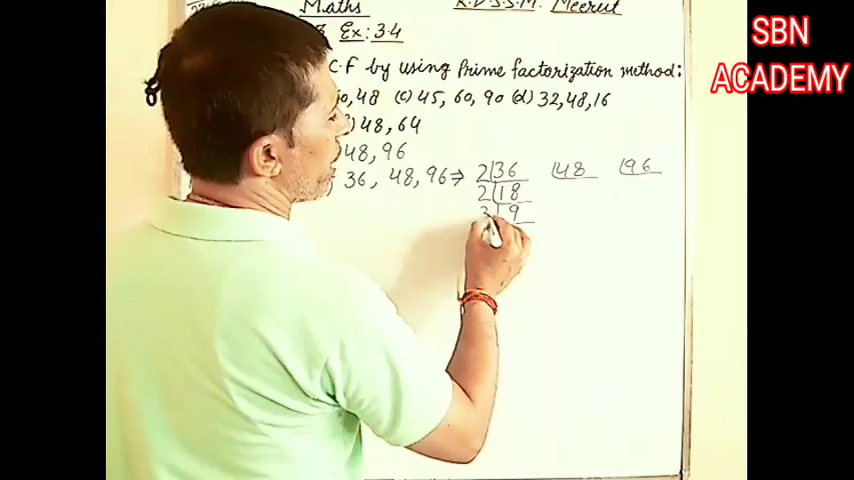 Maths
K.D.S.S.M. Meerut
Ex: 3.4
C.F by using Prime factorization method:
48 (c) 45, 60, 90 (d) 32, 48, 16
48, 64
48, 96
36, 48, 96 ⇒ 2 36 48 96
2 18
3 9
SBN
ACADEMY